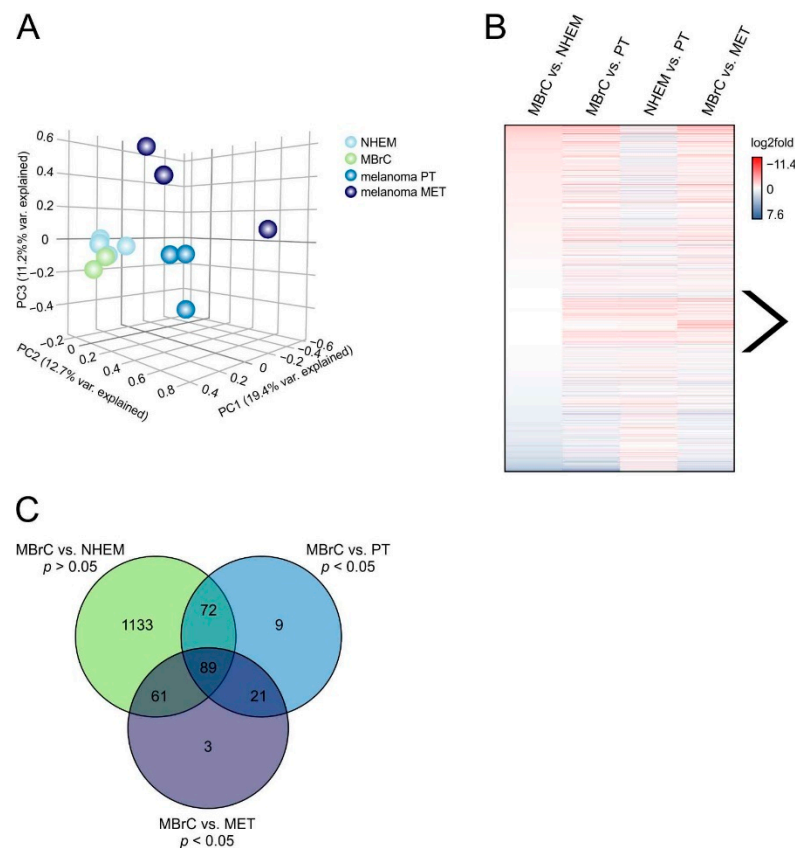 A
0.6
0.4
0.2
0
−0.2
−0.4
PC3 (11.2%% var. explained)
−0.2
0
0.2
0.4
0.6
0.8
PC2 (12.7% var. explained)
0.4
0.2
0
−0.2
−0.4
−0.6
PC1 (19.4% var. explained)
NHEM
MBrC
melanoma PT
melanoma MET
B
MBrC vs. NHEM
MBrC vs. PT
NHEM vs. PT
MBrC vs. MET
log2fold
−11.4
0
7.6
C
MBrC vs. NHEM
p > 0.05
MBrC vs. PT
p < 0.05
1133
72
9
89
61
21
3
MBrC vs. MET
p < 0.05